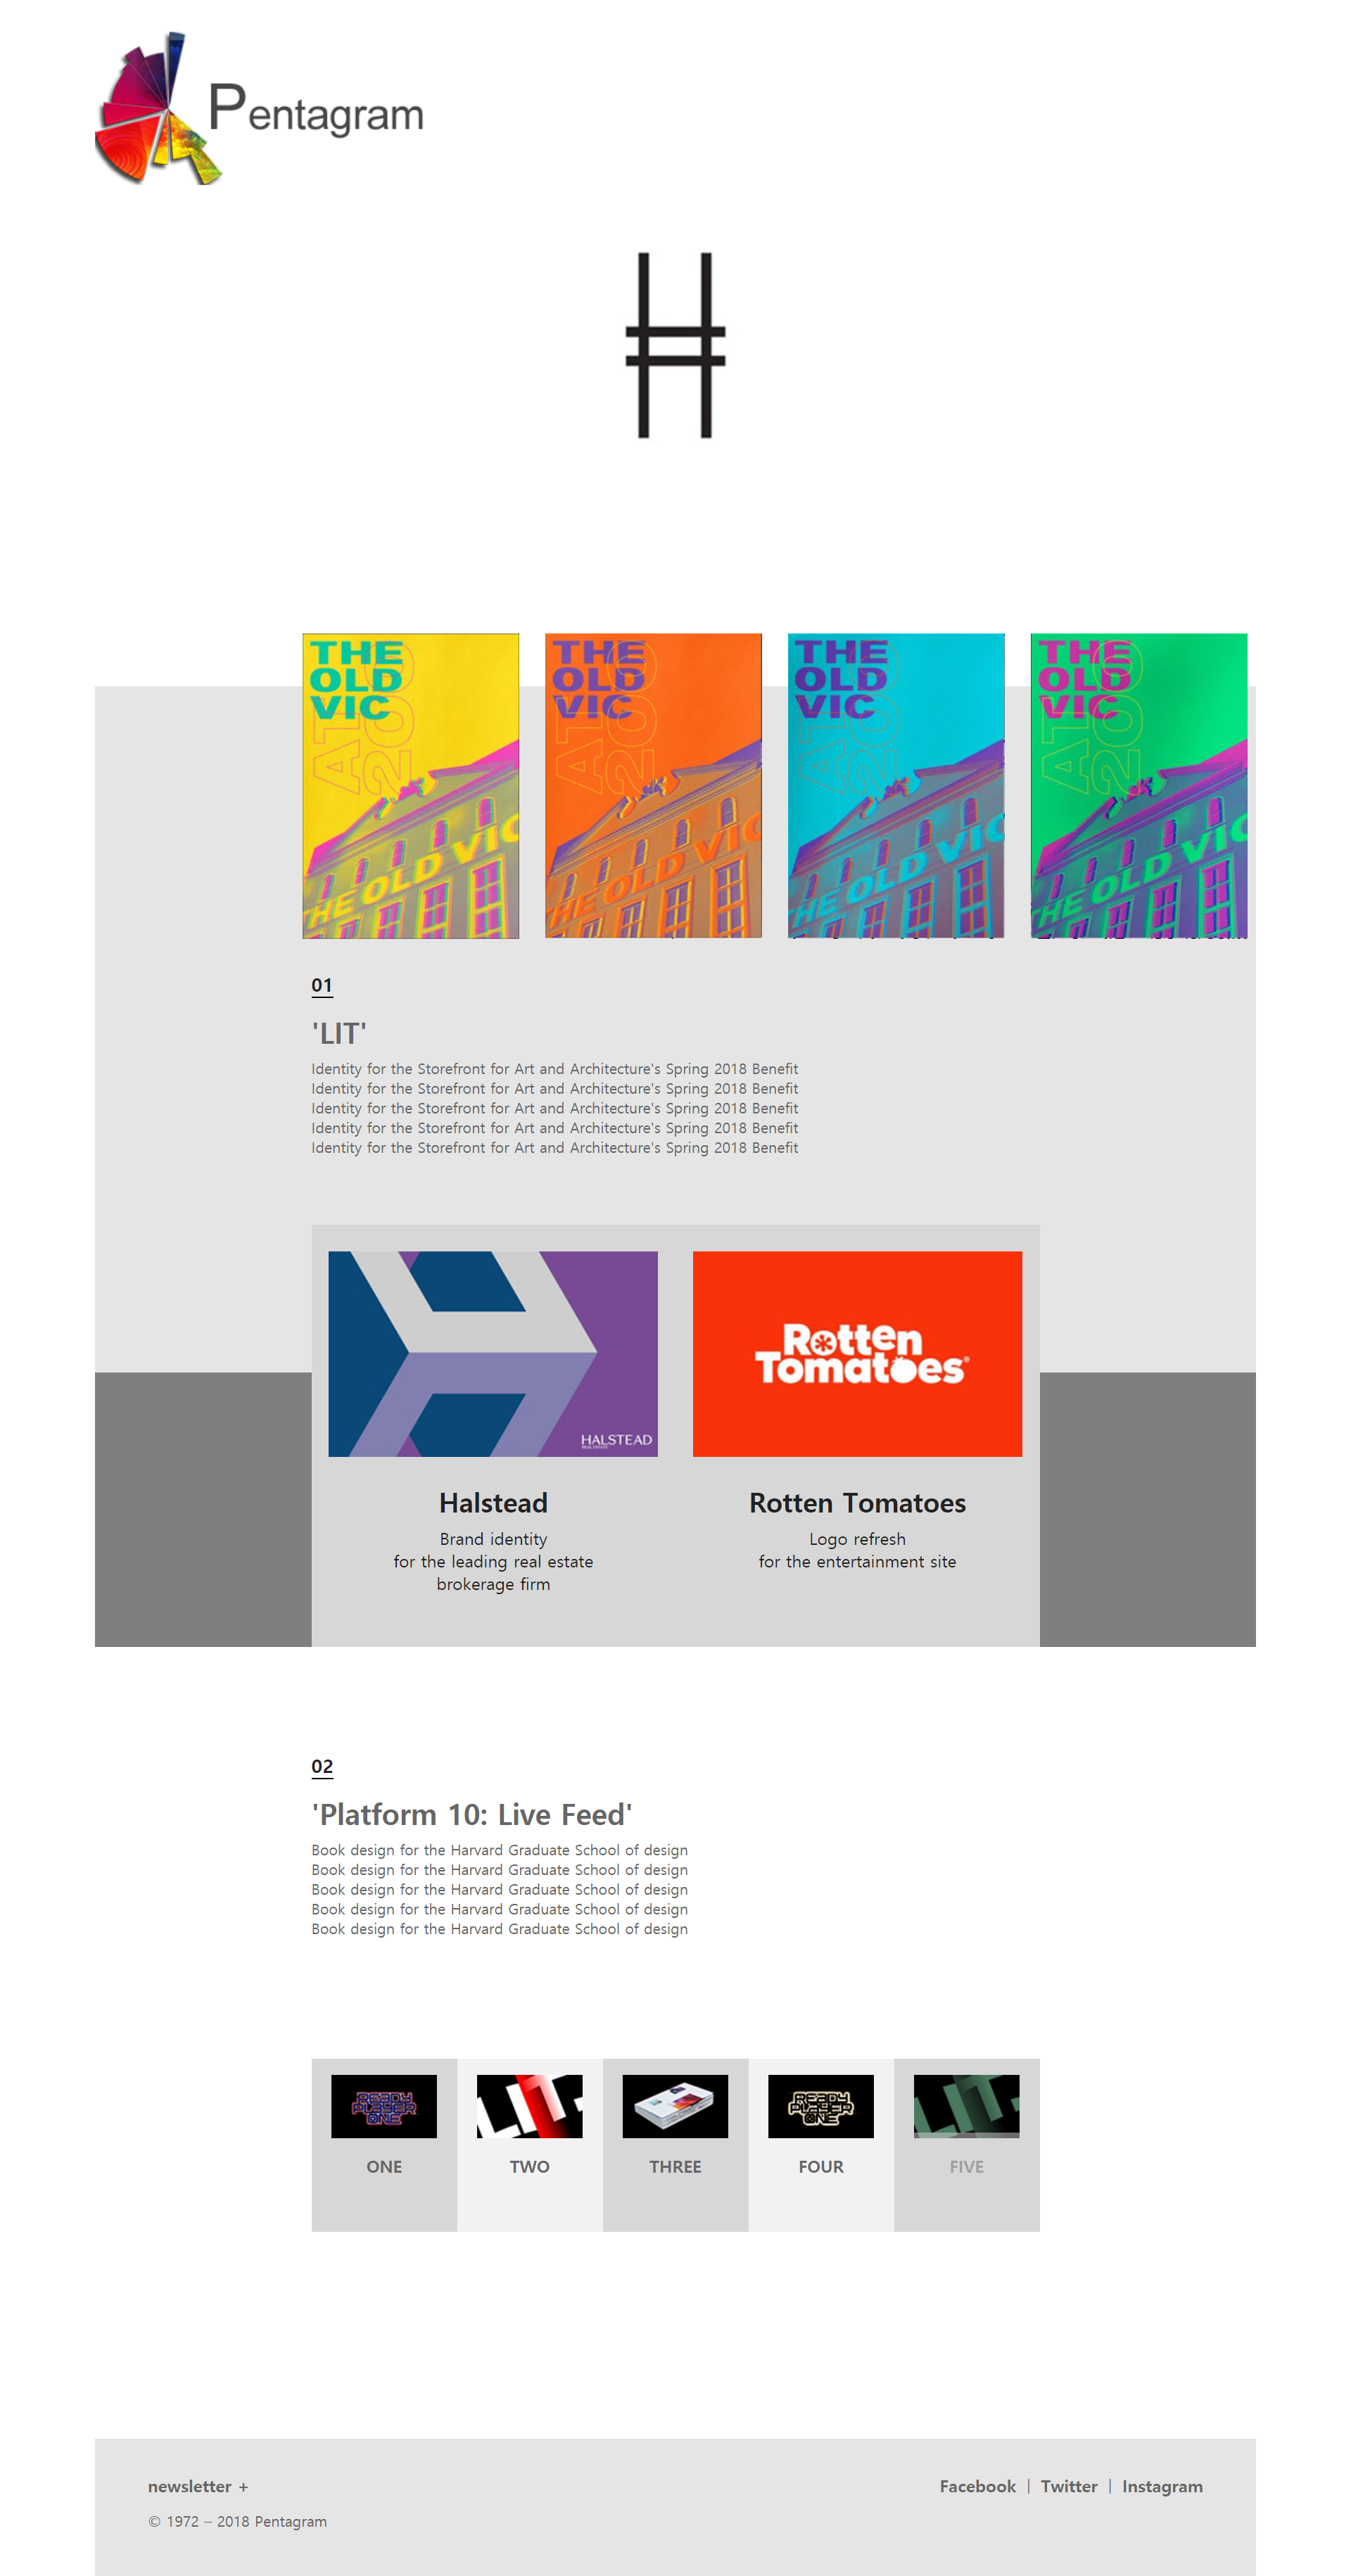 Pentagram
H
THE
OLD
VIC
AT
200
THE OLD VIC
THE
OLD
VIC
AT
200
THE OLD VIC
THE
OLD
VIC
AT
200
THE OLD VIC
THE
OLD
VIC
AT
200
THE OLD VIC
01
'LIT'
Identity for the Storefront for Art and Architecture's Spring 2018 Benefit
Identity for the Storefront for Art and Architecture's Spring 2018 Benefit
Identity for the Storefront for Art and Architecture's Spring 2018 Benefit
Identity for the Storefront for Art and Architecture's Spring 2018 Benefit
Identity for the Storefront for Art and Architecture's Spring 2018 Benefit
HALSTEAD
REAL ESTATE
Rotten
Tomatoes®
Halstead
Brand identity
for the leading real estate
brokerage firm
Rotten Tomatoes
Logo refresh
for the entertainment site
02
'Platform 10: Live Feed'
Book design for the Harvard Graduate School of design
Book design for the Harvard Graduate School of design
Book design for the Harvard Graduate School of design
Book design for the Harvard Graduate School of design
Book design for the Harvard Graduate School of design
READY
PLAYER
ONE
ONE
LIT.
TWO
THREE
READY
PLAYER
ONE
FOUR
LIT.
FIVE
newsletter +
Facebook | Twitter | Instagram
© 1972 – 2018 Pentagram